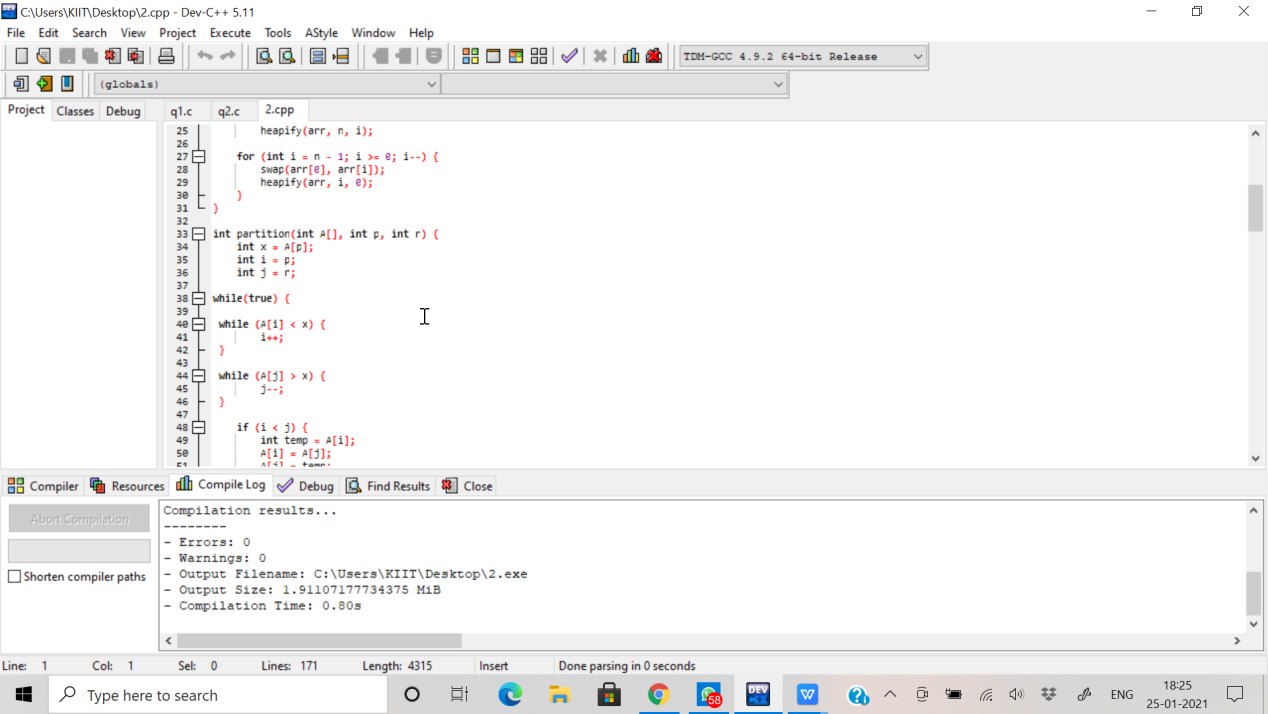 C:\Users\KIIT\Desktop\2.cpp - Dev-C++ 5.11
File Edit Search View Project Execute Tools AStyle Window Help
TDM-GCC 4.9.2 64-bit Release
(globals)
Project Classes Debug q1.c q2.c 2.cpp
25 heapify(arr, n, i);
26
27 for (int i = n - 1; i >= 0; i--) {
28 swap(arr[0], arr[i]);
29 heapify(arr, i, 0);
30 }
31 }
32
33 int partition(int A[], int p, int r) {
34 int x = A[p];
35 int i = p;
36 int j = r;
37
38 while(true) {
39
40 while (A[i] < x) {
41 i++;
42 }
43
44 while (A[j] > x) {
45 j--;
46 }
47
48 if (i < j) {
49 int temp = A[i];
50 A[i] = A[j];
51 A[j] = temp;
Compiler Resources Compile Log Debug Find Results Close
Abort Compilation
Shorten compiler paths
Compilation results...
--------
- Errors: 0
- Warnings: 0
- Output Filename: C:\Users\KIIT\Desktop\2.exe
- Output Size: 1.91107177734375 MiB
- Compilation Time: 0.80s
Line: 1 Col: 1 Sel: 0 Lines: 171 Length: 4315 Insert Done parsing in 0 seconds
Type here to search
58
DEV
ENG
18:25
25-01-2021